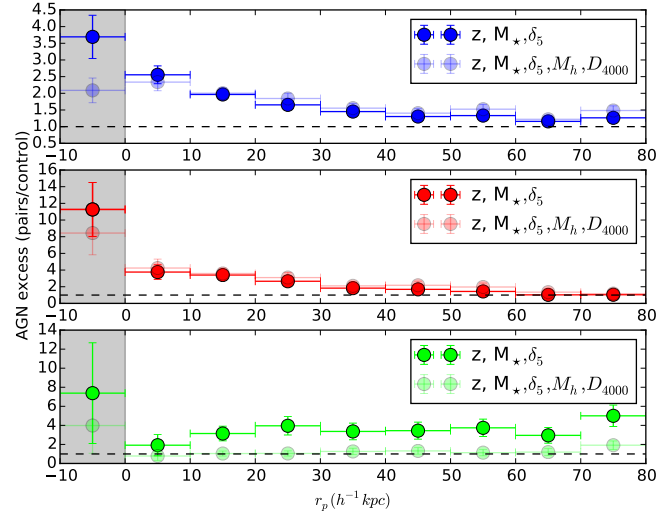 AGN excess (pairs/control)
4.5
4.0
3.5
3.0
2.5
2.0
1.5
1.0
0.5
z, M⋆,δ5
z, M⋆,δ5,Mh,D4000
−10 0 10 20 30 40 50 60 70 80
16
14
12
10
8
6
4
2
0
z, M⋆,δ5
z, M⋆,δ5,Mh,D4000
−10 0 10 20 30 40 50 60 70 80
14
12
10
8
6
4
2
0
z, M⋆,δ5
z, M⋆,δ5,Mh,D4000
−10 0 10 20 30 40 50 60 70 80
rp(h−1 kpc)